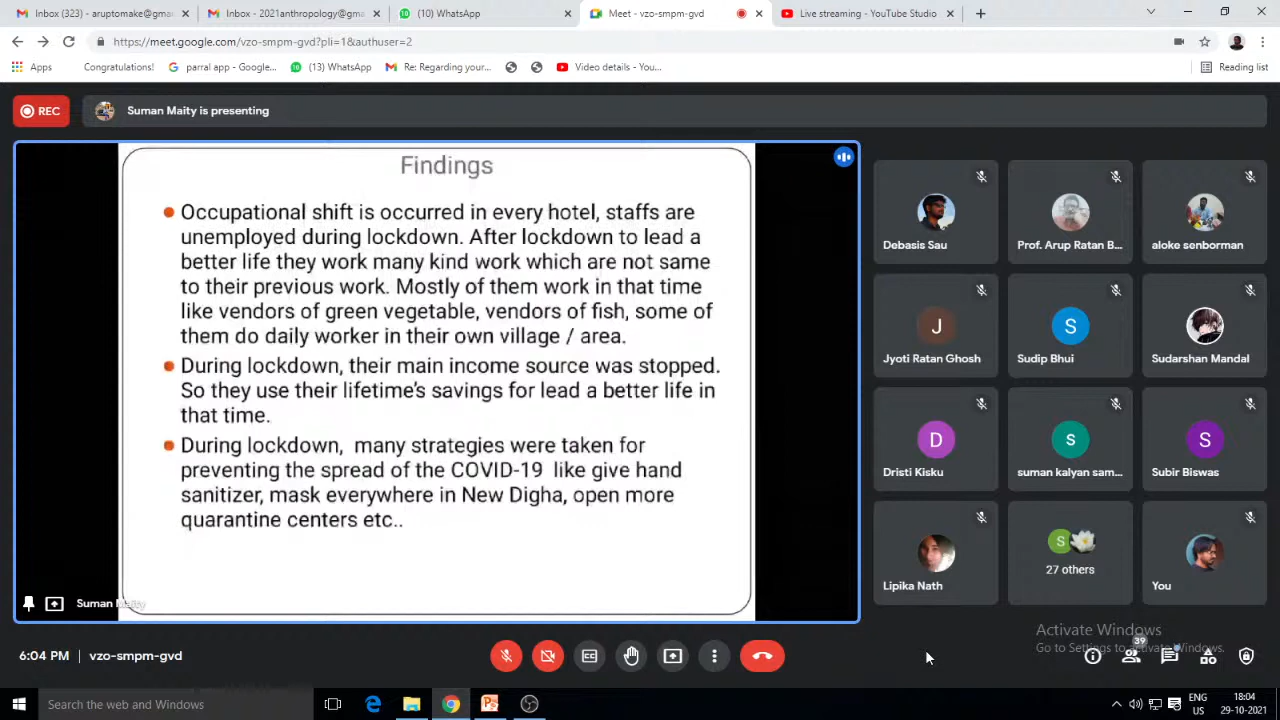 Inbox (323) - aruptomake@gmai
Inbox - 2021anthropology@gmai
(10) WhatsApp
Meet - vzo-smpm-gvd
Live streaming - YouTube Studio
https://meet.google.com/vzo-smpm-gvd?pli=1&authuser=2
Apps
Congratulations!
parral app - Google...
(13) WhatsApp
Re: Regarding your...
Video details - You...
Reading list
REC
Suman Maity is presenting
Findings
Occupational shift is occurred in every hotel, staffs are
unemployed during lockdown. After lockdown to lead a
better life they work many kind work which are not same
to their previous work. Mostly of them work in that time
like vendors of green vegetable, vendors of fish, some of
them do daily worker in their own village / area.
During lockdown, their main income source was stopped.
So they use their lifetime's savings for lead a better life in
that time.
During lockdown, many strategies were taken for
preventing the spread of the COVID-19 like give hand
sanitizer, mask everywhere in New Digha, open more
quarantine centers etc..
Suman Maity
Debasis Sau
Prof. Arup Ratan B...
aloke senborman
J
Jyoti Ratan Ghosh
S
Sudip Bhui
Sudarshan Mandal
D
Dristi Kisku
s
suman kalyan sam...
S
Subir Biswas
Lipika Nath
S
27 others
You
Activate Windows
Go to Settings to activate Windows.
6:04 PM | vzo-smpm-gvd
39
Search the web and Windows
ENG
US
18:04
29-10-2021